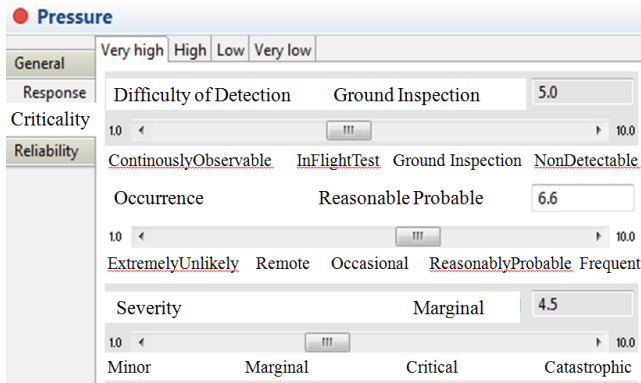 Pressure
Very high High Low Very low
General
Response
Criticality
Reliability
Difficulty of Detection Ground Inspection 5.0
1.0 10.0
ContinouslyObservable InFlightTest Ground Inspection NonDetectable
Occurrence Reasonable Probable 6.6
1.0 10.0
ExtremelyUnlikely Remote Occasional ReasonablyProbable Frequent
Severity Marginal 4.5
1.0 10.0
Minor Marginal Critical Catastrophic